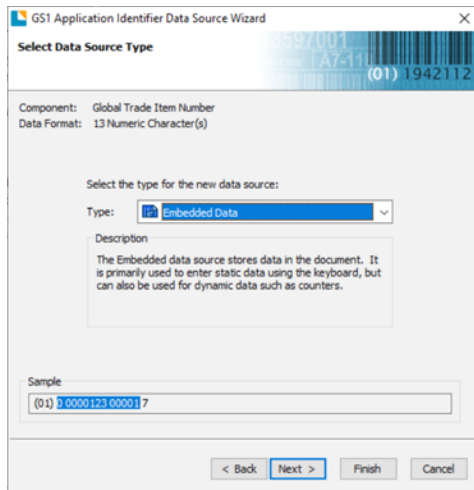 GS1 Application Identifier Data Source Wizard
Select Data Source Type
3597001
A7-110
(01) 1942112
Component: Global Trade Item Number
Data Format: 13 Numeric Character(s)
Select the type for the new data source:
Type: Embedded Data
Description
The Embedded data source stores data in the document. It
is primarily used to enter static data using the keyboard, but
can also be used for dynamic data such as counters.
Sample
(01) 0 0000123 00001 7
< Back Next > Finish Cancel